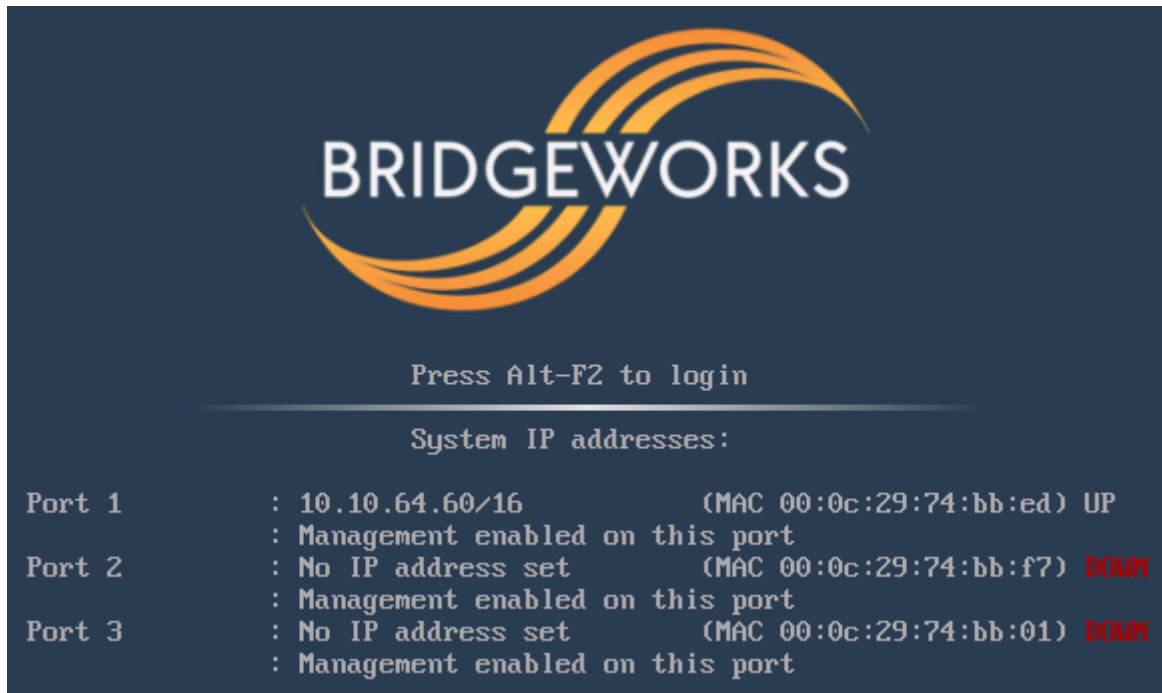 BRIDGEWORKS
Press Alt-F2 to login
System IP addresses:
Port 1 : 10.10.64.60/16 (MAC 00:0c:29:74:bb:ed) UP
: Management enabled on this port
Port 2 : No IP address set (MAC 00:0c:29:74:bb:f7) DOWN
: Management enabled on this port
Port 3 : No IP address set (MAC 00:0c:29:74:bb:01) DOWN
: Management enabled on this port